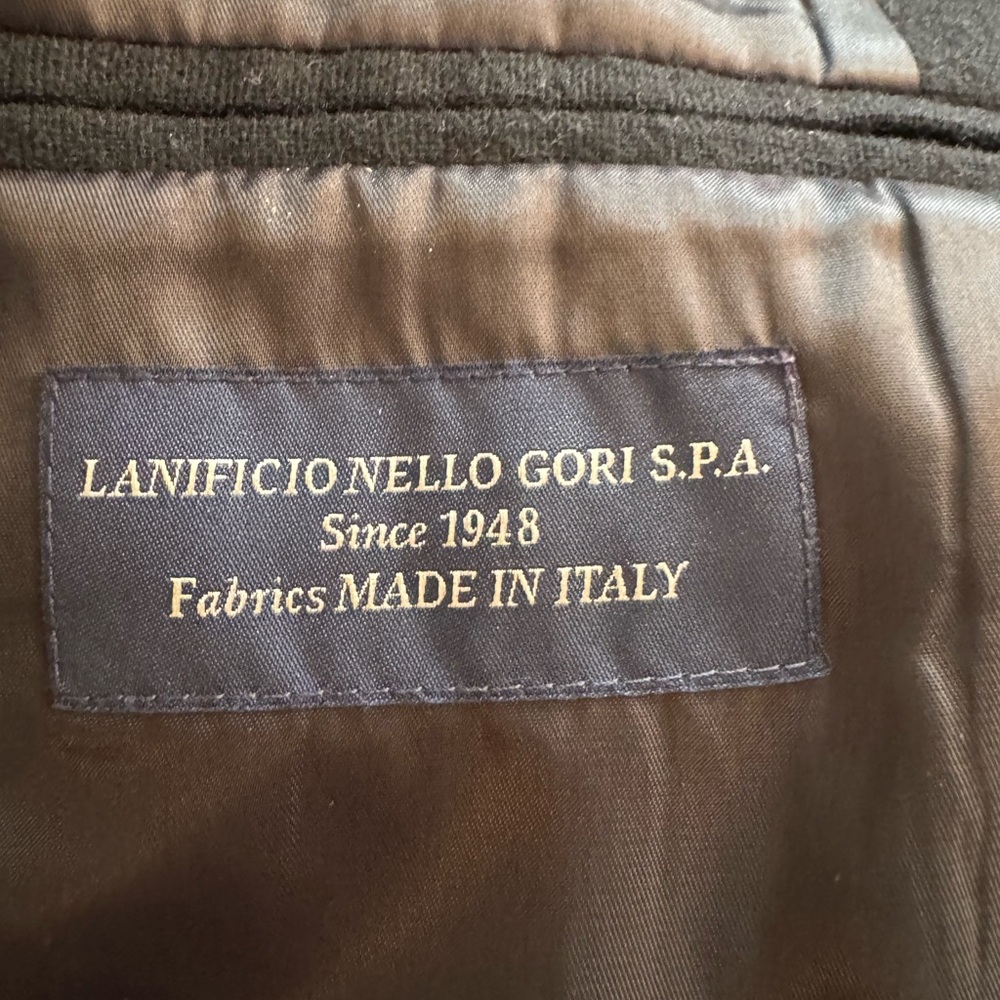 LANIFICIO NELLO GORI S.P.A.
Since 1948
Fabrics MADE IN ITALY